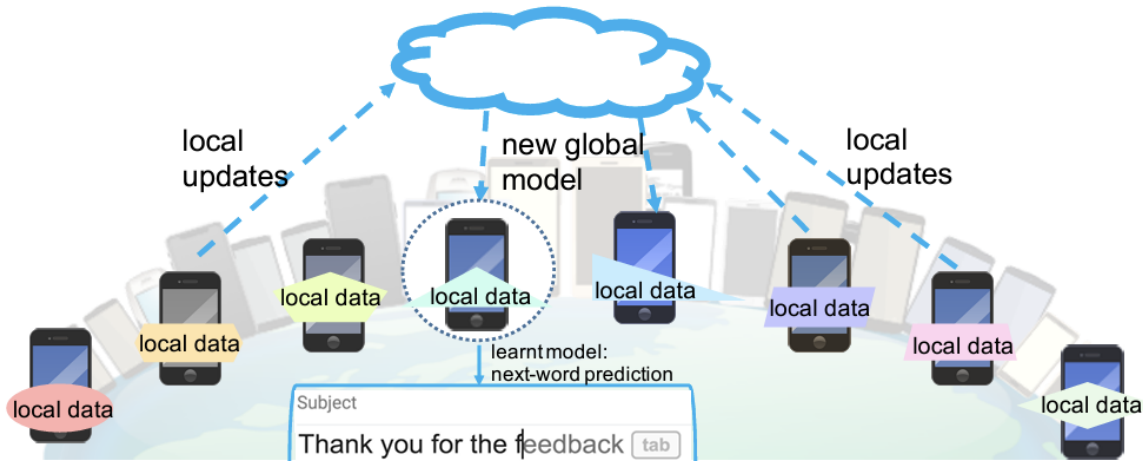 local
updates
new global
model
local
updates
local data
local data
local data
local data
local data
local data
local data
local data
learnt model:
next-word prediction
Subject
Thank you for the feedback tab